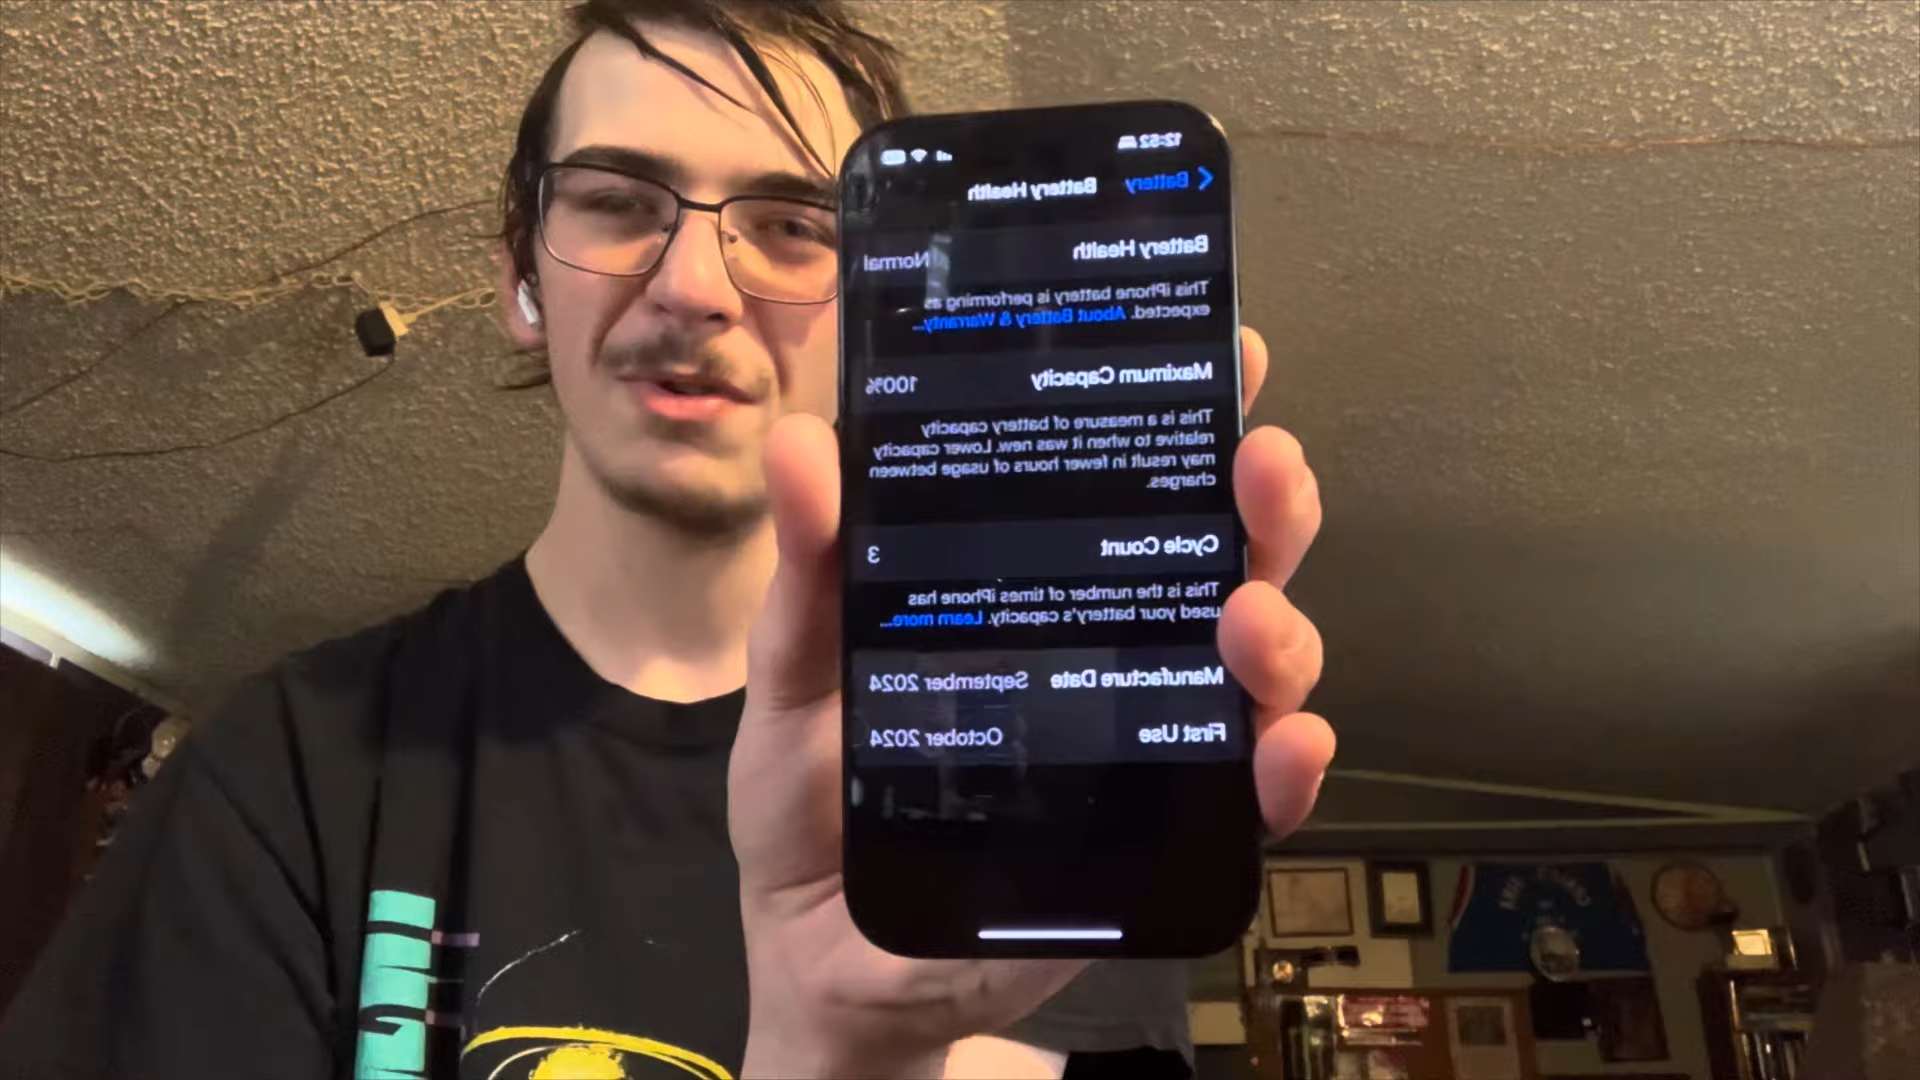 12:52
Battery Battery Health
Battery Health Normal
This iPhone battery is performing as
expected. About Battery & Warranty...
Maximum Capacity 100%
This is a measure of battery capacity
relative to when it was new. Lower capacity
may result in fewer hours of usage between
charges.
Cycle Count 3
This is the number of times iPhone has
used your battery's capacity. Learn more...
Manufacture Date September 2024
First Use October 2024